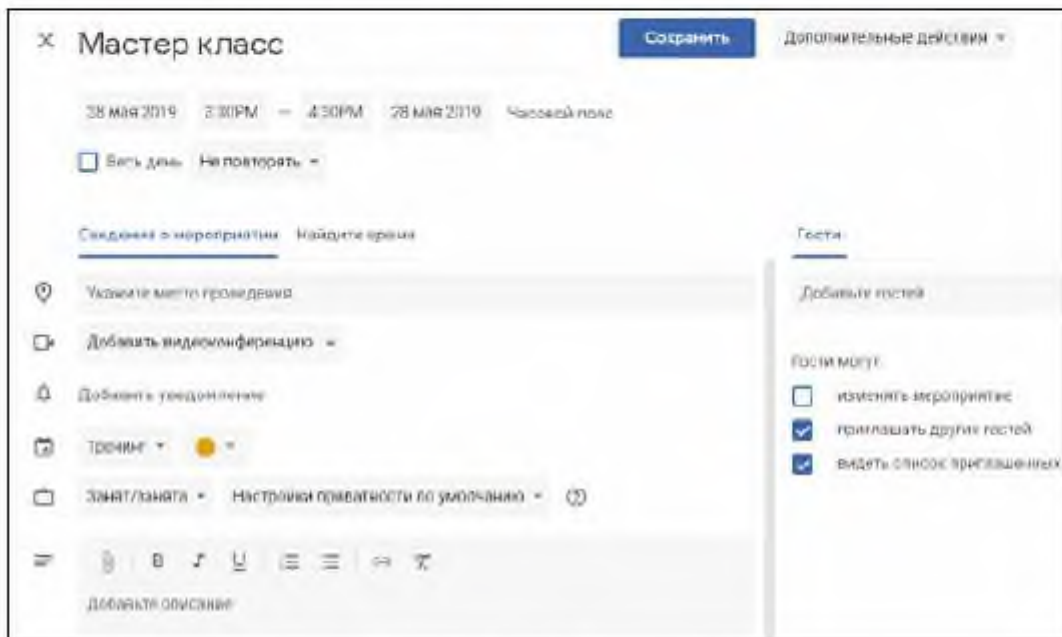 Мастер класс
Сохранить
Дополнительные действия
28 мая 2019 3:30PM — 4:30PM 28 мая 2019 Часовой пояс
Весь день Не повторять
Сведения о мероприятии Найдите время
Гости
Укажите место проведения
Добавьте гостей
Добавить видеоконференцию
Гости могут
Добавить уведомление
изменять мероприятие
приглашать других гостей
Тренинг
видеть список приглашенных
Занят/занята Настройки приватности по умолчанию
B I U
Добавьте описание